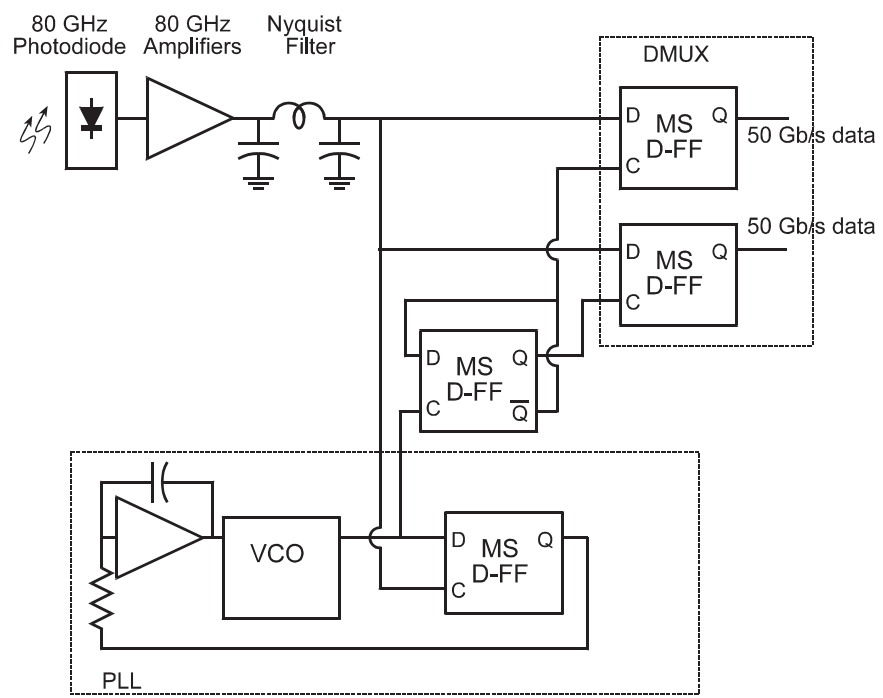 80 GHz
Photodiode
80 GHz
Amplifiers
Nyquist
Filter
DMUX
D
MS
D-FF
Q
C
50 Gb/s data
D
MS
D-FF
Q
C
50 Gb/s data
D
MS
D-FF
Q
C
Q
VCO
D
MS
D-FF
Q
C
PLL